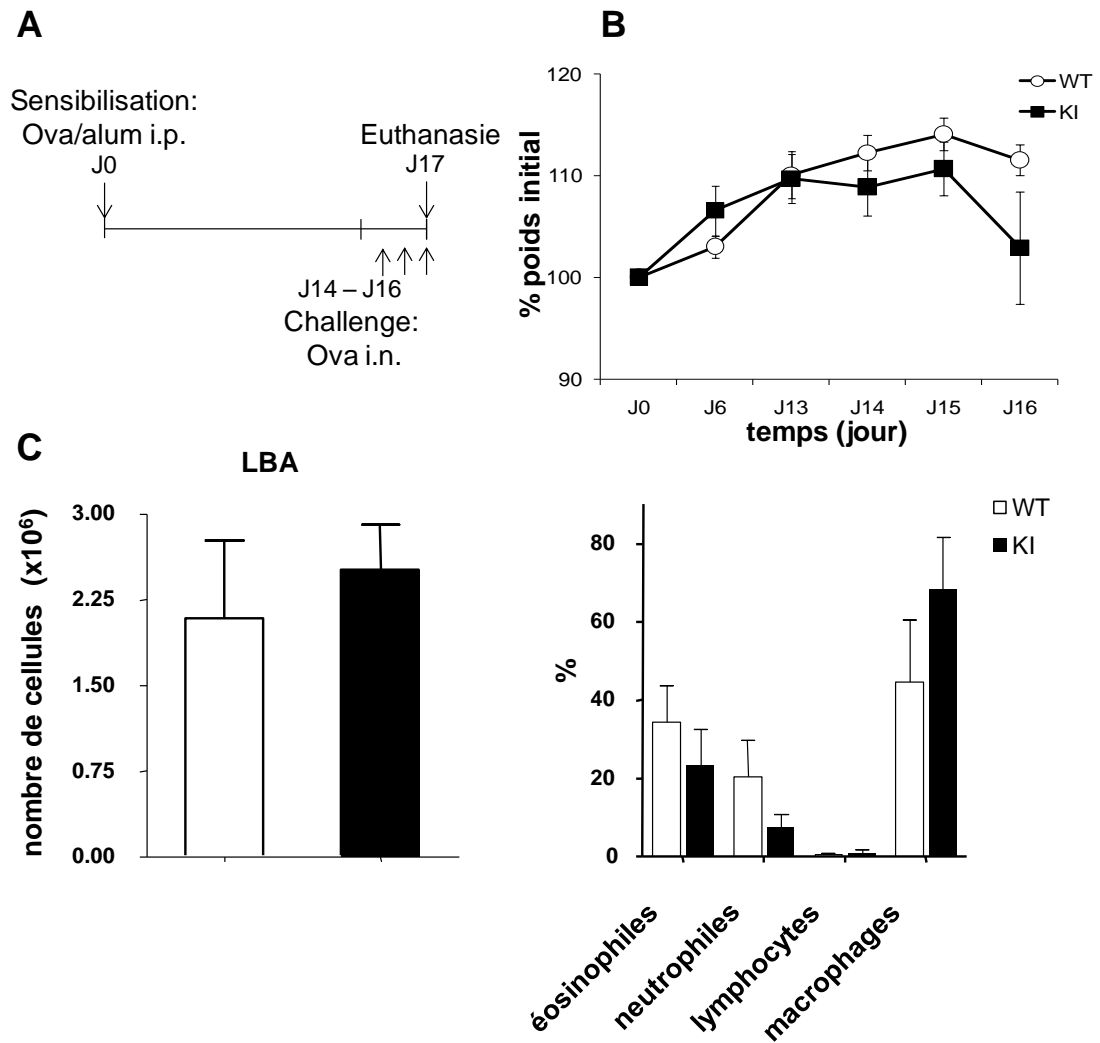 A
Sensibilisation:
Ova/alum i.p.
J0
Euthanasie
J17
J14 – J16
Challenge:
Ova i.n.
B
% poids initial
120
110
100
90
J0 J6 J13 J14 J15 J16
temps (jour)
WT
KI
C
LBA
nombre de cellules (x10⁶)
3.00
2.25
1.50
0.75
0.00
%
80
60
40
20
0
WT
KI
éosinophiles
neutrophiles
lymphocytes
macrophages